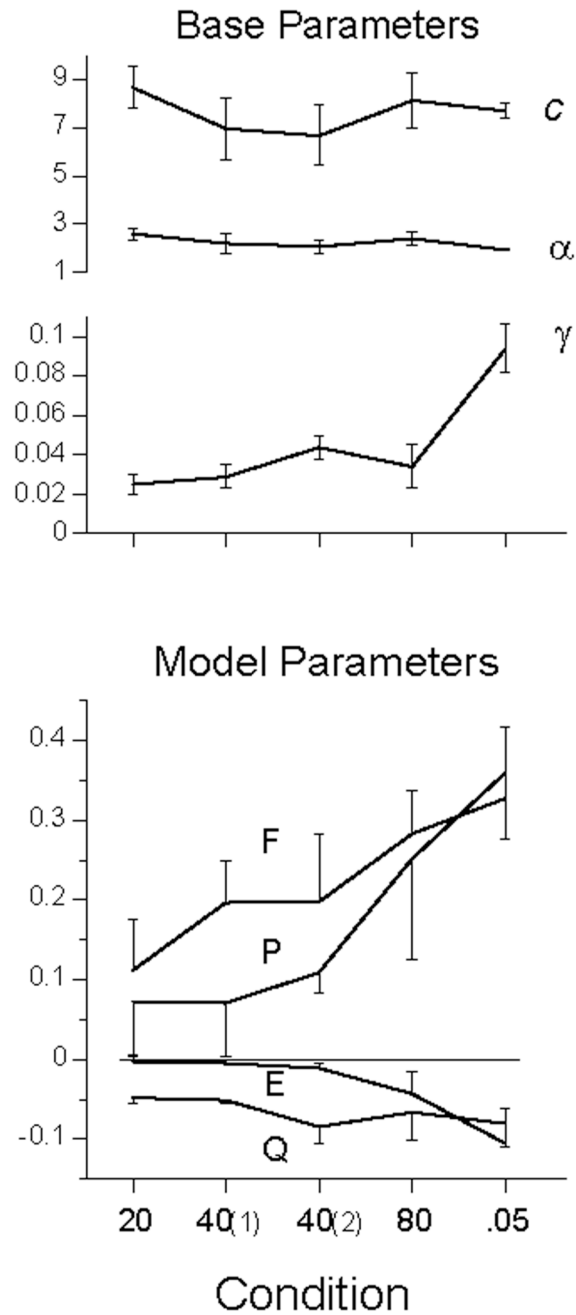 Base Parameters
9
7
5
3
1
c
α
0.1
0.08
0.06
0.04
0.02
0
γ
Model Parameters
0.4
0.3
0.2
0.1
0
-0.1
F
P
E
Q
20 40(1) 40(2) 80 .05
Condition